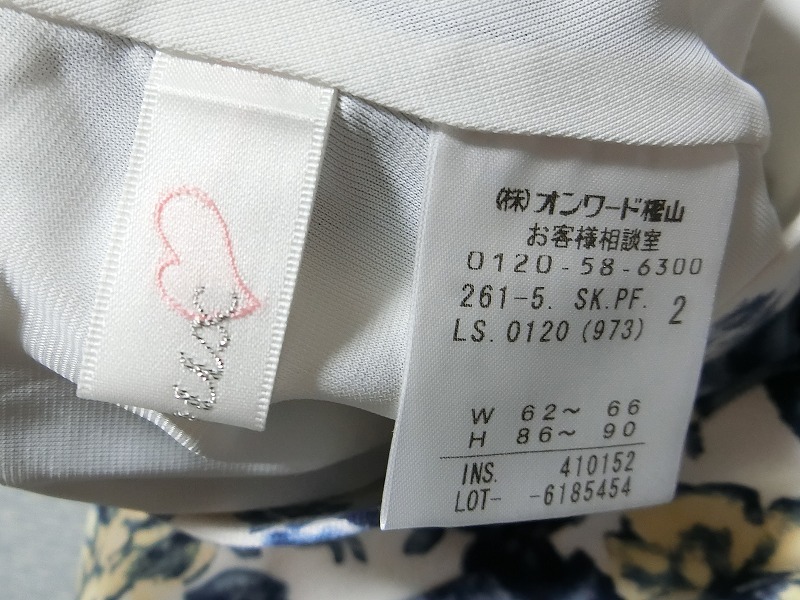 (株)オンワード樫山
お客様相談室
0120-58-6300
261-5. SK.PF. 2
LS. 0120 (973)
W 62〜 66
H 86〜 90
INS. 410152
LOT- -6185454